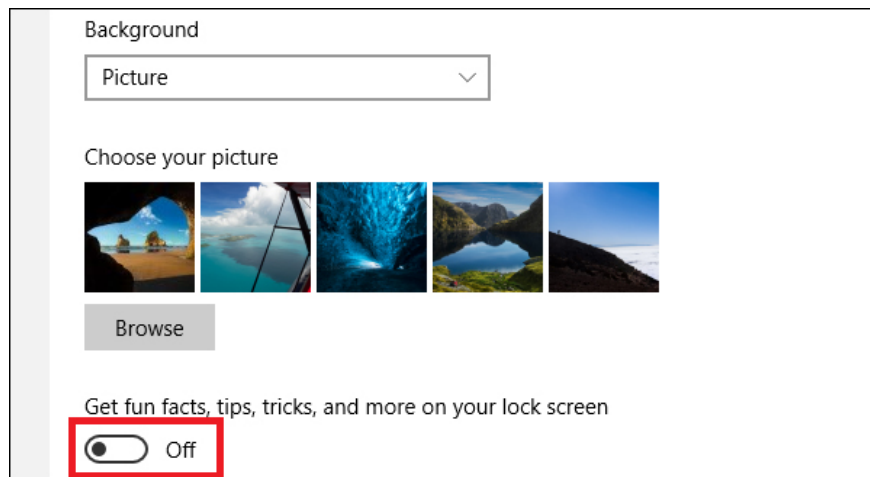 Background
Picture
Choose your picture
Browse
Get fun facts, tips, tricks, and more on your lock screen
Off